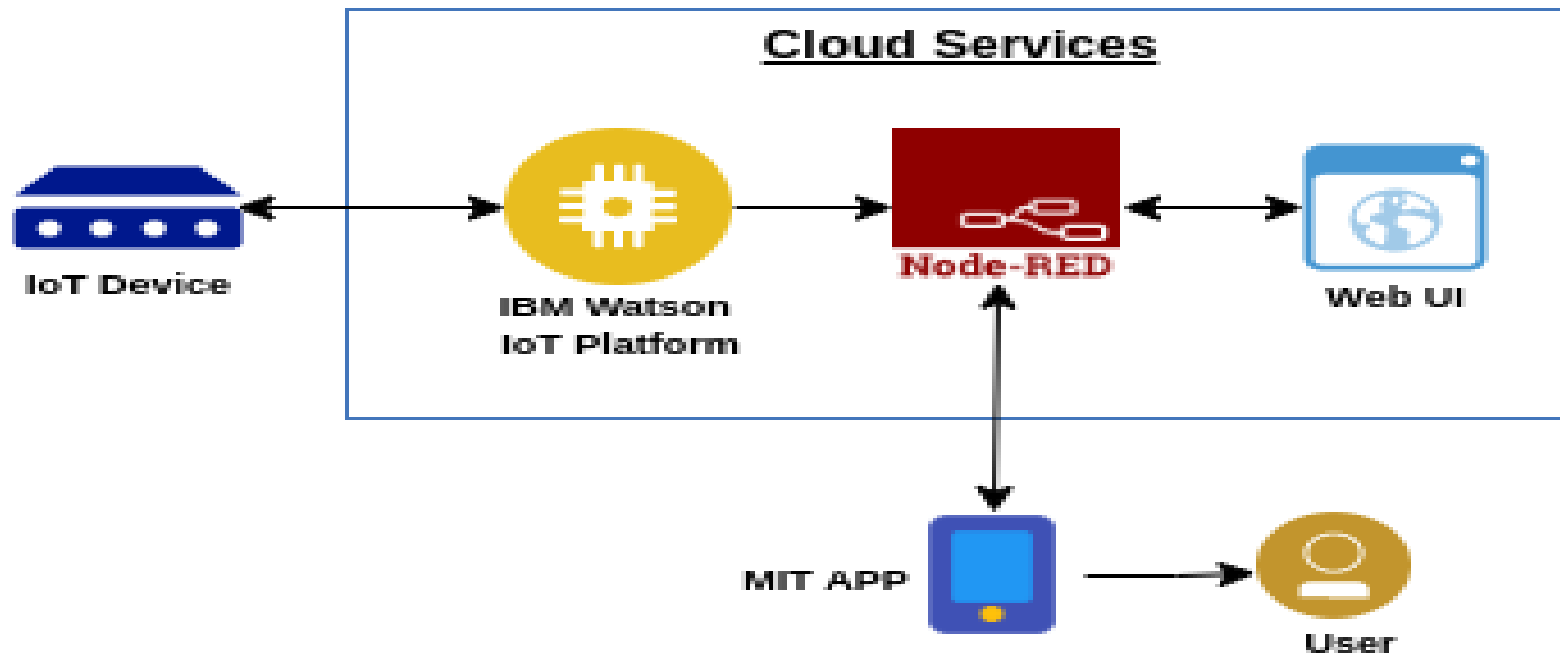 Cloud Services
IoT Device
IBM Watson
IoT Platform
Node-RED
Web UI
MIT APP
User